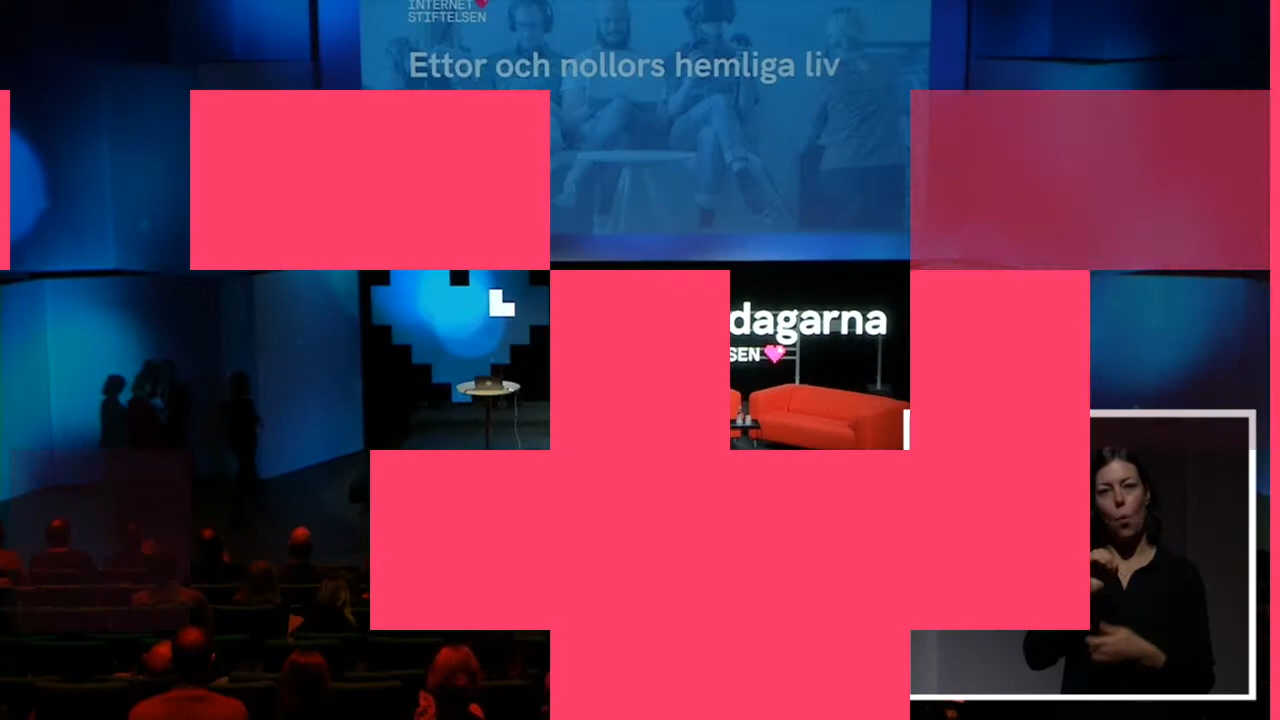 INTERNET
STIFTELSEN
Ettor och nollors hemliga liv
dagarna
SEN